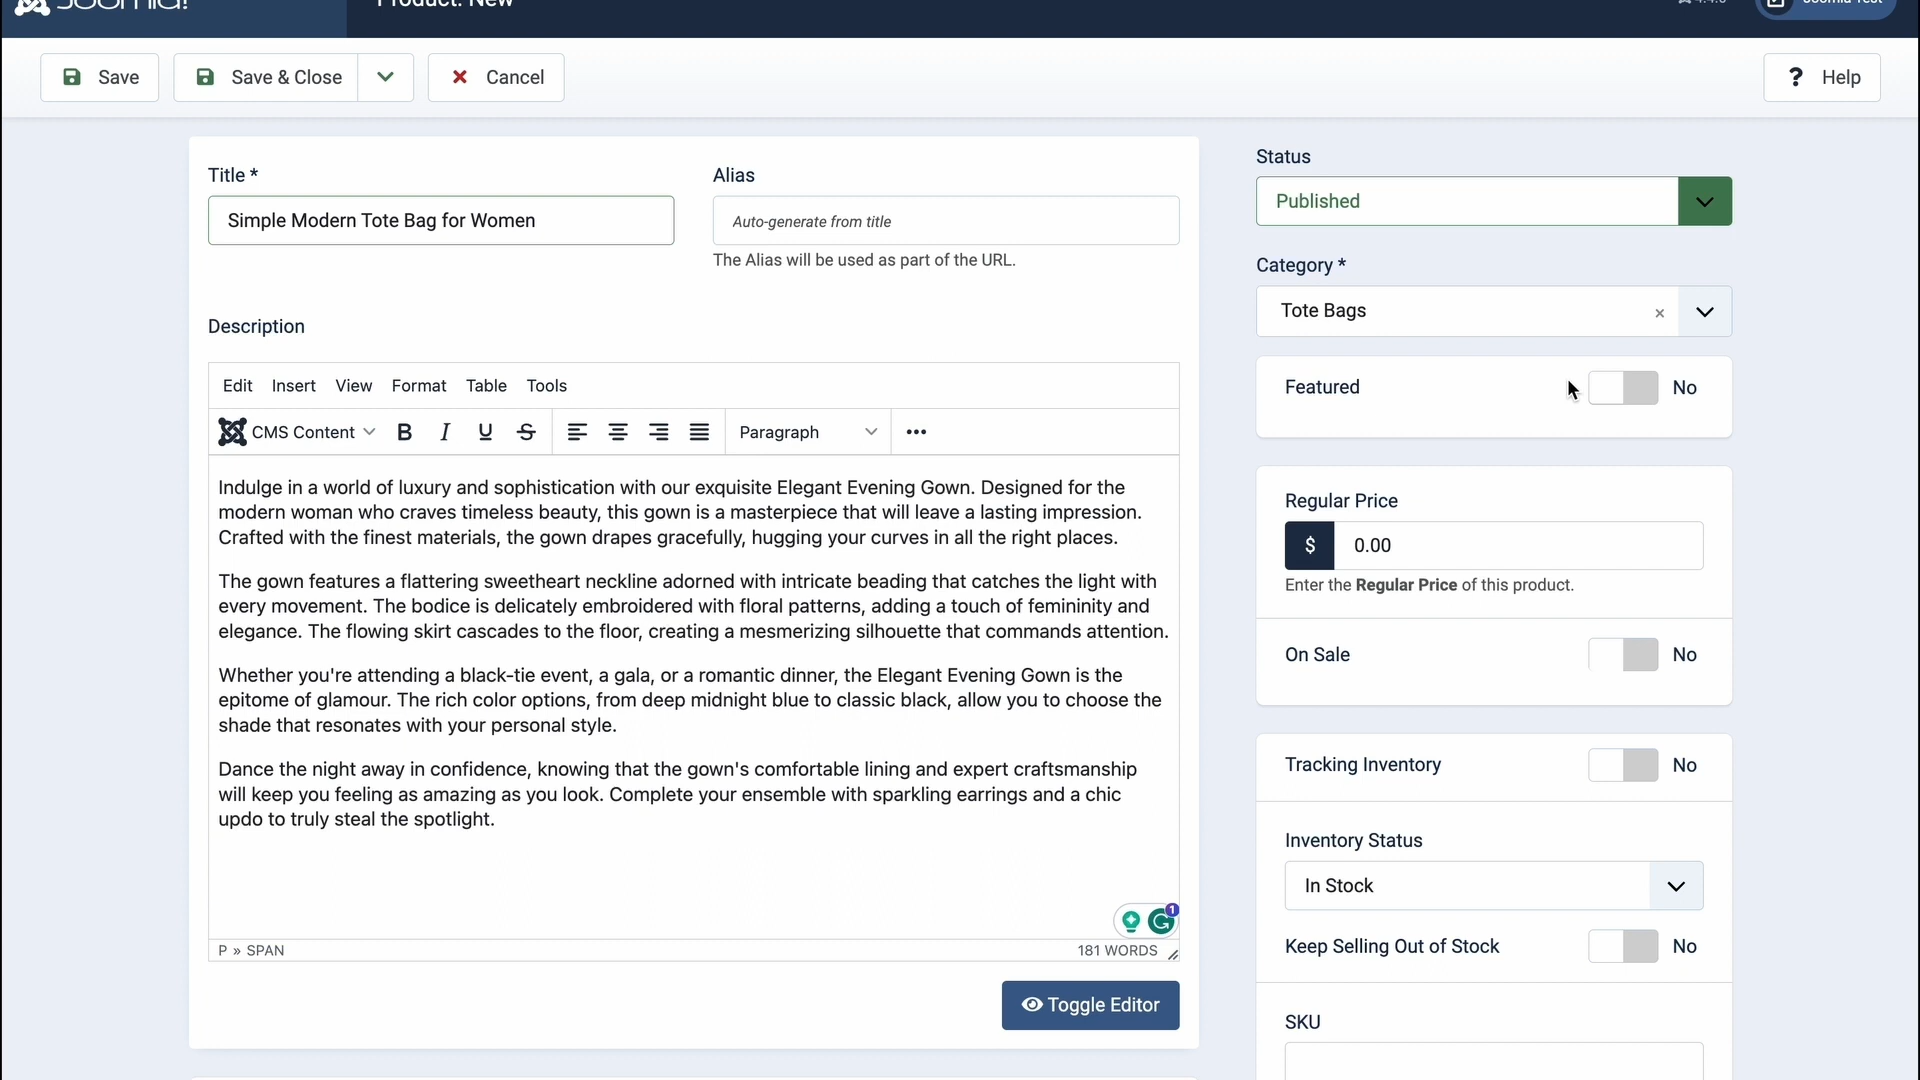 Joomla!
Product: New
4.4.0
Joomla Test
Save
Save & Close
Cancel
? Help
Title *
Simple Modern Tote Bag for Women
Alias
Auto-generate from title
The Alias will be used as part of the URL.
Description
Edit Insert View Format Table Tools
CMS Content B I U S Paragraph •••
Indulge in a world of luxury and sophistication with our exquisite Elegant Evening Gown. Designed for the
modern woman who craves timeless beauty, this gown is a masterpiece that will leave a lasting impression.
Crafted with the finest materials, the gown drapes gracefully, hugging your curves in all the right places.
The gown features a flattering sweetheart neckline adorned with intricate beading that catches the light with
every movement. The bodice is delicately embroidered with floral patterns, adding a touch of femininity and
elegance. The flowing skirt cascades to the floor, creating a mesmerizing silhouette that commands attention.
Whether you're attending a black-tie event, a gala, or a romantic dinner, the Elegant Evening Gown is the
epitome of glamour. The rich color options, from deep midnight blue to classic black, allow you to choose the
shade that resonates with your personal style.
Dance the night away in confidence, knowing that the gown's comfortable lining and expert craftsmanship
will keep you feeling as amazing as you look. Complete your ensemble with sparkling earrings and a chic
updo to truly steal the spotlight.
1
P » SPAN
181 WORDS
Toggle Editor
Status
Published
Category *
Tote Bags ×
Featured No
Regular Price
$ 0.00
Enter the Regular Price of this product.
On Sale No
Tracking Inventory No
Inventory Status
In Stock
Keep Selling Out of Stock No
SKU